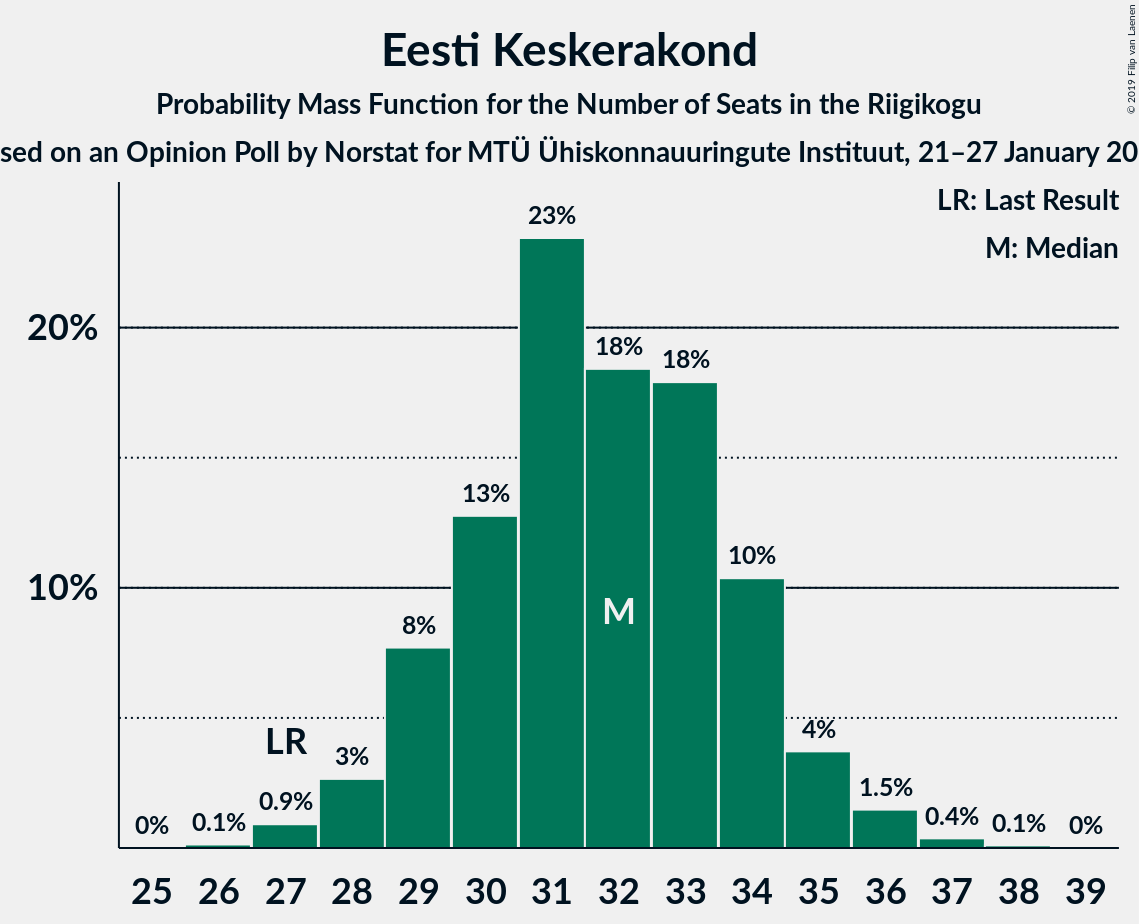 Eesti Keskerakond
Probability Mass Function for the Number of Seats in the Riigikogu
sed on an Opinion Poll by Norstat for MTÜ Ühiskonnauuringute Instituut, 21–27 January 20
© 2019 Filip van Laenen
LR: Last Result
M: Median
23%
20%
18%
18%
13%
10%
10%
M
8%
LR
3%
4%
0%
0.1%
0.9%
1.5%
0.4%
0.1%
0%
25 26 27 28 29 30 31 32 33 34 35 36 37 38 39